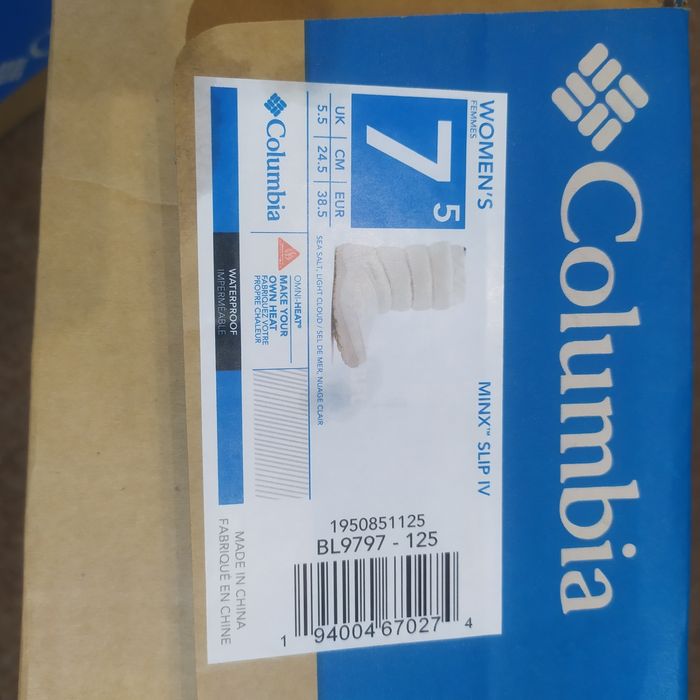 Columbia
WOMEN'S
FEMMES
7 5
UK CM EUR
5.5 24.5 38.5
MINX™ SLIP IV
SEA SALT, LIGHT CLOUD / SEL DE MER, NUAGE CLAIR
Columbia
OMNI-HEAT®
MAKE YOUR
OWN HEAT
FABRIQUEZ VOTRE
PROPRE CHALEUR
WATERPROOF
IMPERMÉABLE
1950851125
BL9797 - 125
1 94004 67027 4
MADE IN CHINA
FABRIQUÉ EN CHINE